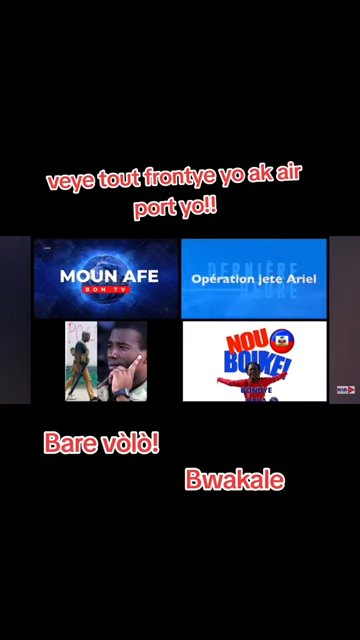 veye tout frontye yo ak air
port yo!!
MOUN AFE
BON TV
DERNIÈRE
Opération jete Ariel
NOU
BOIKE!
Bare vòlò!
Bwakale